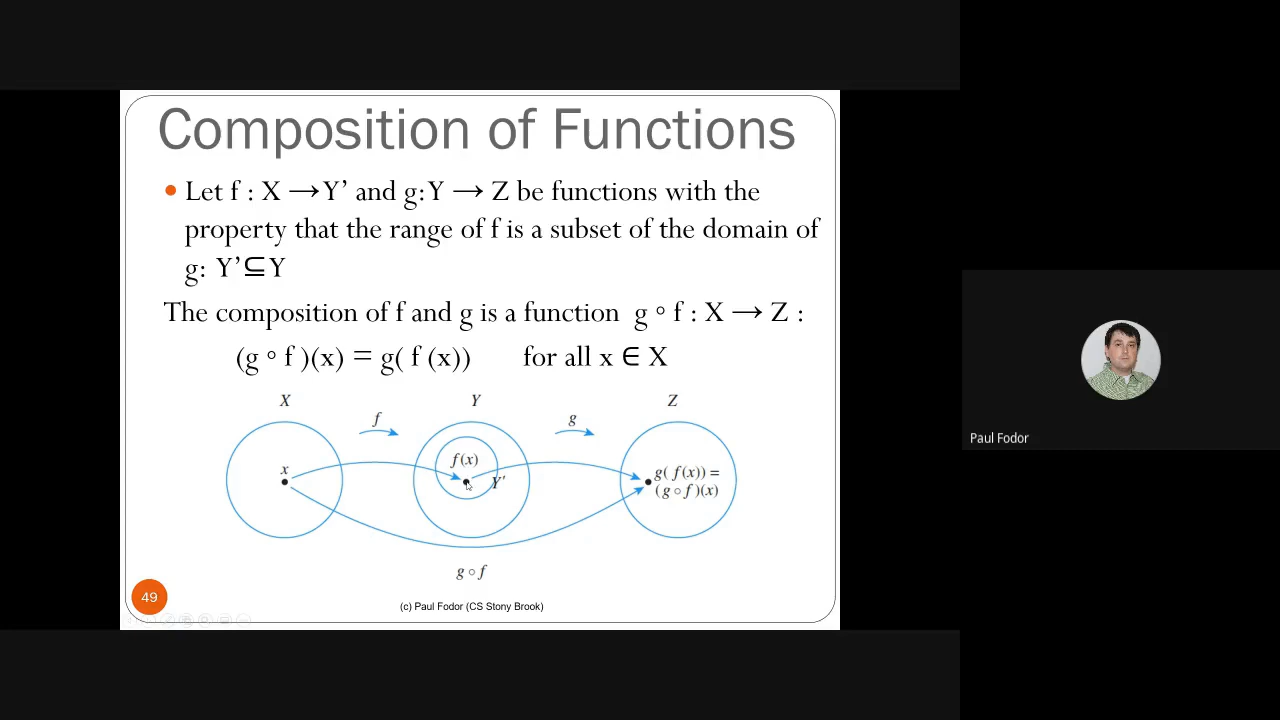 Composition of Functions
• Let f : X → Y’ and g: Y → Z be functions with the
property that the range of f is a subset of the domain of
g: Y’⊆Y
The composition of f and g is a function g ∘ f : X → Z :
(g ∘ f )(x) = g( f (x)) for all x ∈ X
X Y Z
f g
x f(x) Y′ g( f(x)) =
(g ∘ f)(x)
g ∘ f
49
(c) Paul Fodor (CS Stony Brook)
Paul Fodor